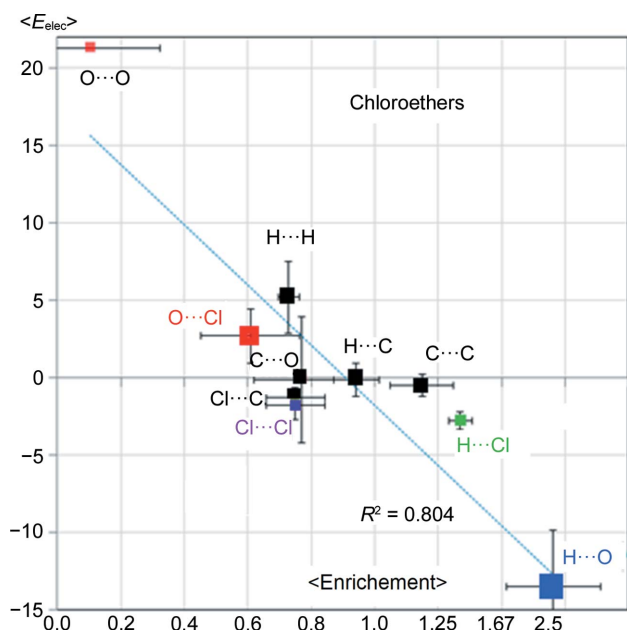 <Eelec>
20
O···O
Chloroethers
15
10
H···H
5
O···Cl
H···C
C···C
C···O
0
Cl···C
Cl···Cl
H···Cl
−5
R² = 0.804
−10
H···O
<Enrichement>
−15
0.0 0.2 0.4 0.6 0.8 1.0 1.25 1.67 2.5